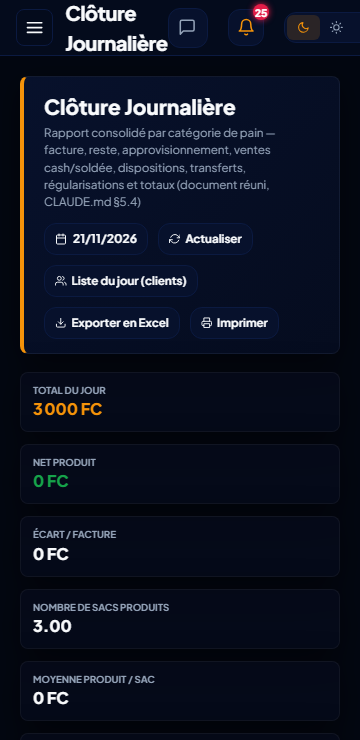 Clôture
Journalière
25
Clôture Journalière
Rapport consolidé par catégorie de pain —
facture, reste, approvisionnement, ventes
cash/soldée, dispositions, transferts,
régularisations et totaux (document réuni,
CLAUDE.md §5.4)
21/11/2026
Actualiser
Liste du jour (clients)
Exporter en Excel
Imprimer
TOTAL DU JOUR
3 000 FC
NET PRODUIT
0 FC
ÉCART / FACTURE
0 FC
NOMBRE DE SACS PRODUITS
3.00
MOYENNE PRODUIT / SAC
0 FC